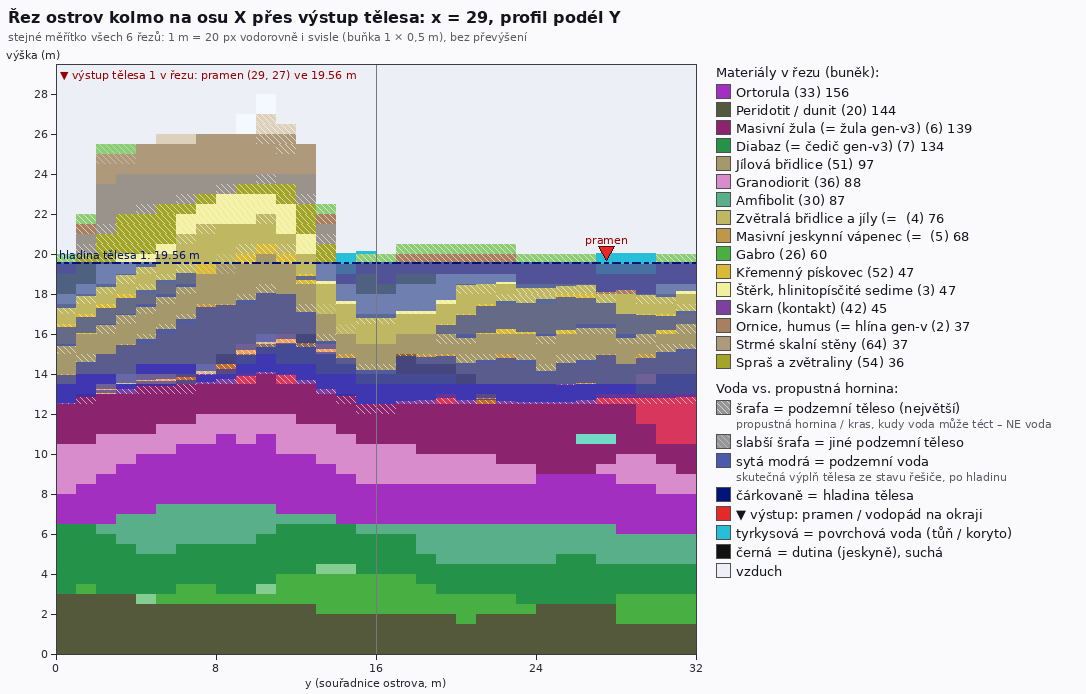 Řez ostrov kolmo na osu X přes výstup tělesa: x = 29, profil podél Y
stejné měřítko všech 6 řezů: 1 m = 20 px vodorovně i svisle (buňka 1 × 0,5 m), bez převýšení
výška (m)
▼ výstup tělesa 1 v řezu: pramen (29, 27) ve 19.56 m
28
26
24
22
20
18
16
14
12
10
8
6
4
2
0
hladina tělesa 1: 19.56 m
pramen
0
8
16
24
32
y (souřadnice ostrova, m)
Materiály v řezu (buněk):
Ortorula (33) 156
Peridotit / dunit (20) 144
Masivní žula (= žula gen-v3) (6) 139
Diabaz (= čedič gen-v3) (7) 134
Jílová břidlice (51) 97
Granodiorit (36) 88
Amfibolit (30) 87
Zvětralá břidlice a jíly (=  (4) 76
Masivní jeskynní vápenec (=  (5) 68
Gabro (26) 60
Křemenný pískovec (52) 47
Štěrk, hlinitopísčité sedime (3) 47
Skarn (kontakt) (42) 45
Ornice, humus (= hlína gen-v (2) 37
Strmé skalní stěny (64) 37
Spraš a zvětraliny (54) 36
Voda vs. propustná hornina:
šrafa = podzemní těleso (největší)
propustná hornina / kras, kudy voda může téct – NE voda
slabší šrafa = jiné podzemní těleso
sytá modrá = podzemní voda
skutečná výplň tělesa ze stavu řešiče, po hladinu
čárkovaně = hladina tělesa
▼ výstup: pramen / vodopád na okraji
tyrkysová = povrchová voda (tůň / koryto)
černá = dutina (jeskyně), suchá
vzduch